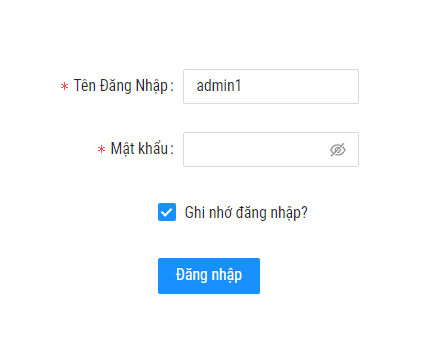 * Tên Đăng Nhập: admin1
* Mật khẩu:
Ghi nhớ đăng nhập?
Đăng nhập